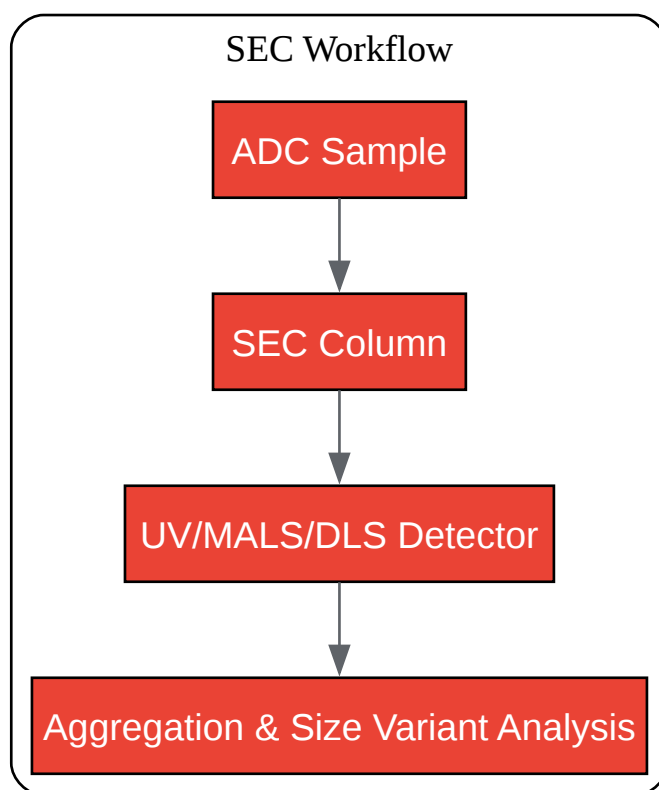 SEC Workflow
ADC Sample
SEC Column
UV/MALS/DLS Detector
Aggregation & Size Variant Analysis